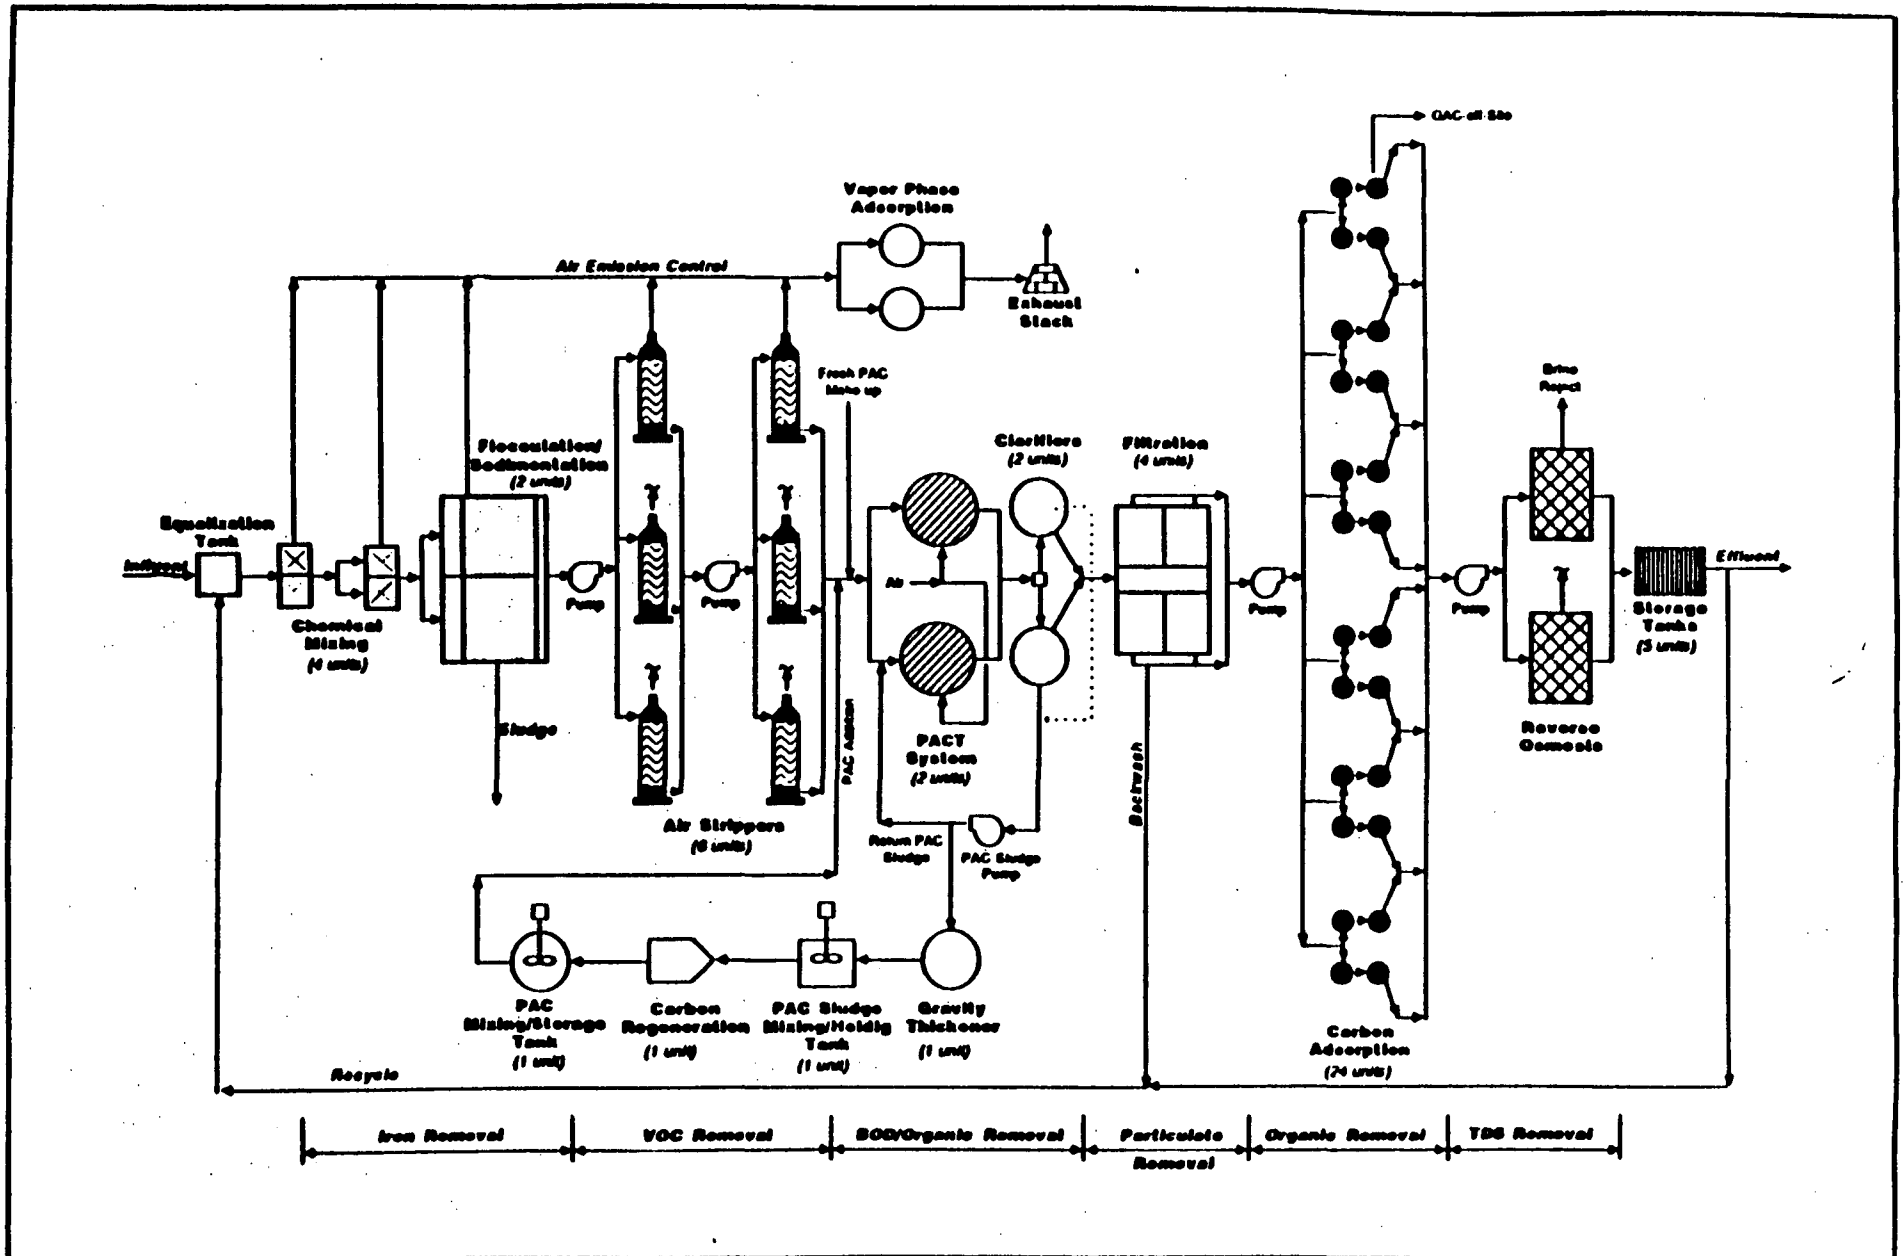 GAC off Site
Vapor Phase
Adsorption
Air Emission Control
Exhaust
Stack
Fresh PAC
Make up
Brine
Reject
Flocculation/
Sedimentation
(2 units)
Clarifiers
(2 units)
Filtration
(4 units)
Equalization
Tank
Influent
Air
Effluent
Pump
Pump
Pump
Pump
Chemical
Mixing
(4 units)
Storage
Tanks
(5 units)
Sludge
PAC Addition
PACT
System
(2 units)
Backwash
Reverse
Osmosis
Air Strippers
(6 units)
Return PAC
Sludge
PAC Sludge
Pump
PAC
Mixing/Storage
Tank
(1 unit)
Carbon
Regeneration
(1 unit)
PAC Sludge
Mixing/Holdig
Tank
(1 unit)
Gravity
Thickener
(1 unit)
Carbon
Adsorption
(24 units)
Recycle
Iron Removal
VOC Removal
BOD/Organic Removal
Particulate
Removal
Organic Removal
TDS Removal